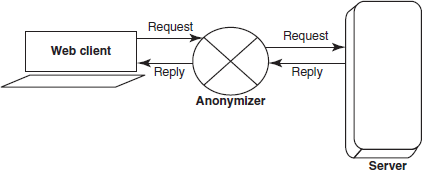 Request
Request
Web client
Reply
Reply
Anonymizer
Server